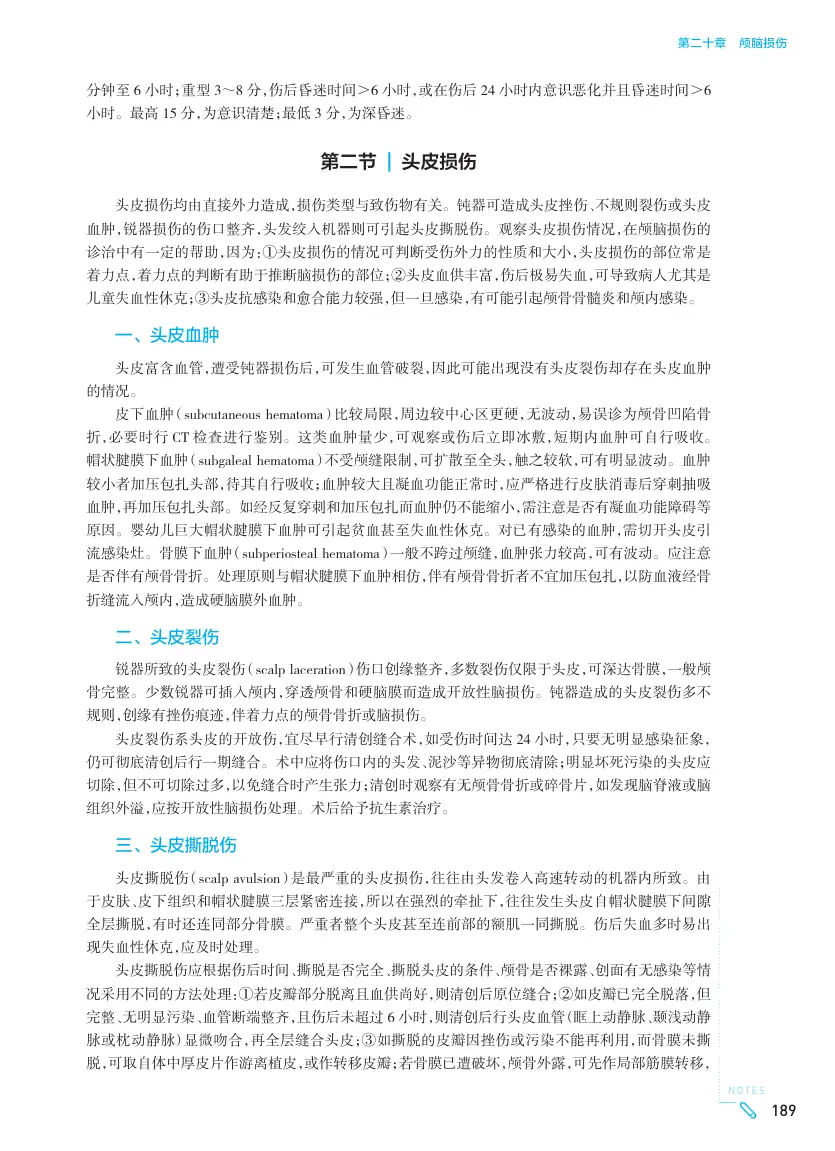 第二十章 颅脑损伤
分钟至 6 小时;重型 3～8 分,伤后昏迷时间＞6 小时,或在伤后 24 小时内意识恶化并且昏迷时间＞6
小时。最高 15 分,为意识清楚;最低 3 分,为深昏迷。
第二节 | 头皮损伤
头皮损伤均由直接外力造成,损伤类型与致伤物有关。钝器可造成头皮挫伤、不规则裂伤或头皮
血肿,锐器损伤的伤口整齐,头发绞入机器则可引起头皮撕脱伤。观察头皮损伤情况,在颅脑损伤的
诊治中有一定的帮助,因为:①头皮损伤的情况可判断受伤外力的性质和大小,头皮损伤的部位常是
着力点,着力点的判断有助于推断脑损伤的部位;②头皮血供丰富,伤后极易失血,可导致病人尤其是
儿童失血性休克;③头皮抗感染和愈合能力较强,但一旦感染,有可能引起颅骨骨髓炎和颅内感染。
一、头皮血肿
头皮富含血管,遭受钝器损伤后,可发生血管破裂,因此可能出现没有头皮裂伤却存在头皮血肿
的情况。
皮下血肿(subcutaneous hematoma)比较局限,周边较中心区更硬,无波动,易误诊为颅骨凹陷骨
折,必要时行 CT 检查进行鉴别。这类血肿量少,可观察或伤后立即冰敷,短期内血肿可自行吸收。
帽状腱膜下血肿(subgaleal hematoma)不受颅缝限制,可扩散至全头,触之较软,可有明显波动。血肿
较小者加压包扎头部,待其自行吸收;血肿较大且凝血功能正常时,应严格进行皮肤消毒后穿刺抽吸
血肿,再加压包扎头部。如经反复穿刺和加压包扎而血肿仍不能缩小,需注意是否有凝血功能障碍等
原因。婴幼儿巨大帽状腱膜下血肿可引起贫血甚至失血性休克。对已有感染的血肿,需切开头皮引
流感染灶。骨膜下血肿(subperiosteal hematoma)一般不跨过颅缝,血肿张力较高,可有波动。应注意
是否伴有颅骨骨折。处理原则与帽状腱膜下血肿相仿,伴有颅骨骨折者不宜加压包扎,以防血液经骨
折缝流入颅内,造成硬脑膜外血肿。
二、头皮裂伤
锐器所致的头皮裂伤(scalp laceration)伤口创缘整齐,多数裂伤仅限于头皮,可深达骨膜,一般颅
骨完整。少数锐器可插入颅内,穿透颅骨和硬脑膜而造成开放性脑损伤。钝器造成的头皮裂伤多不
规则,创缘有挫伤痕迹,伴着力点的颅骨骨折或脑损伤。
头皮裂伤系头皮的开放伤,宜尽早行清创缝合术,如受伤时间达 24 小时,只要无明显感染征象,
仍可彻底清创后行一期缝合。术中应将伤口内的头发、泥沙等异物彻底清除;明显坏死污染的头皮应
切除,但不可切除过多,以免缝合时产生张力;清创时观察有无颅骨骨折或碎骨片,如发现脑脊液或脑
组织外溢,应按开放性脑损伤处理。术后给予抗生素治疗。
三、头皮撕脱伤
头皮撕脱伤(scalp avulsion)是最严重的头皮损伤,往往由头发卷入高速转动的机器内所致。由
于皮肤、皮下组织和帽状腱膜三层紧密连接,所以在强烈的牵扯下,往往发生头皮自帽状腱膜下间隙
全层撕脱,有时还连同部分骨膜。严重者整个头皮甚至连前部的额肌一同撕脱。伤后失血多时易出
现失血性休克,应及时处理。
头皮撕脱伤应根据伤后时间、撕脱是否完全、撕脱头皮的条件、颅骨是否裸露、创面有无感染等情
况采用不同的方法处理:①若皮瓣部分脱离且血供尚好,则清创后原位缝合;②如皮瓣已完全脱落,但
完整、无明显污染、血管断端整齐,且伤后未超过 6 小时,则清创后行头皮血管(眶上动静脉、颞浅动静
脉或枕动静脉)显微吻合,再全层缝合头皮;③如撕脱的皮瓣因挫伤或污染不能再利用,而骨膜未撕
脱,可取自体中厚皮片作游离植皮,或作转移皮瓣;若骨膜已遭破坏,颅骨外露,可先作局部筋膜转移,
NOTES
189